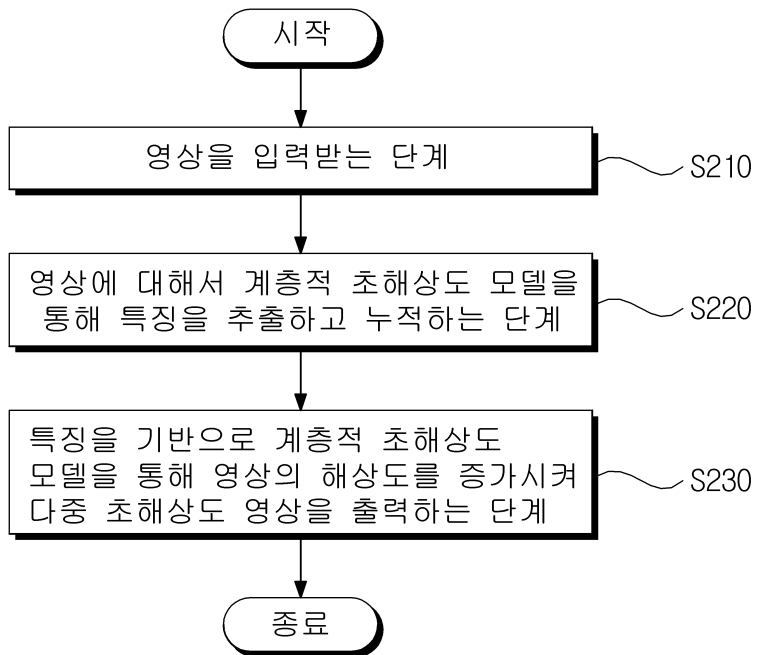 시작
영상을 입력받는 단계
S210
영상에 대해서 계층적 초해상도 모델을
통해 특징을 추출하고 누적하는 단계
S220
특징을 기반으로 계층적 초해상도
모델을 통해 영상의 해상도를 증가시켜
다중 초해상도 영상을 출력하는 단계
S230
종료